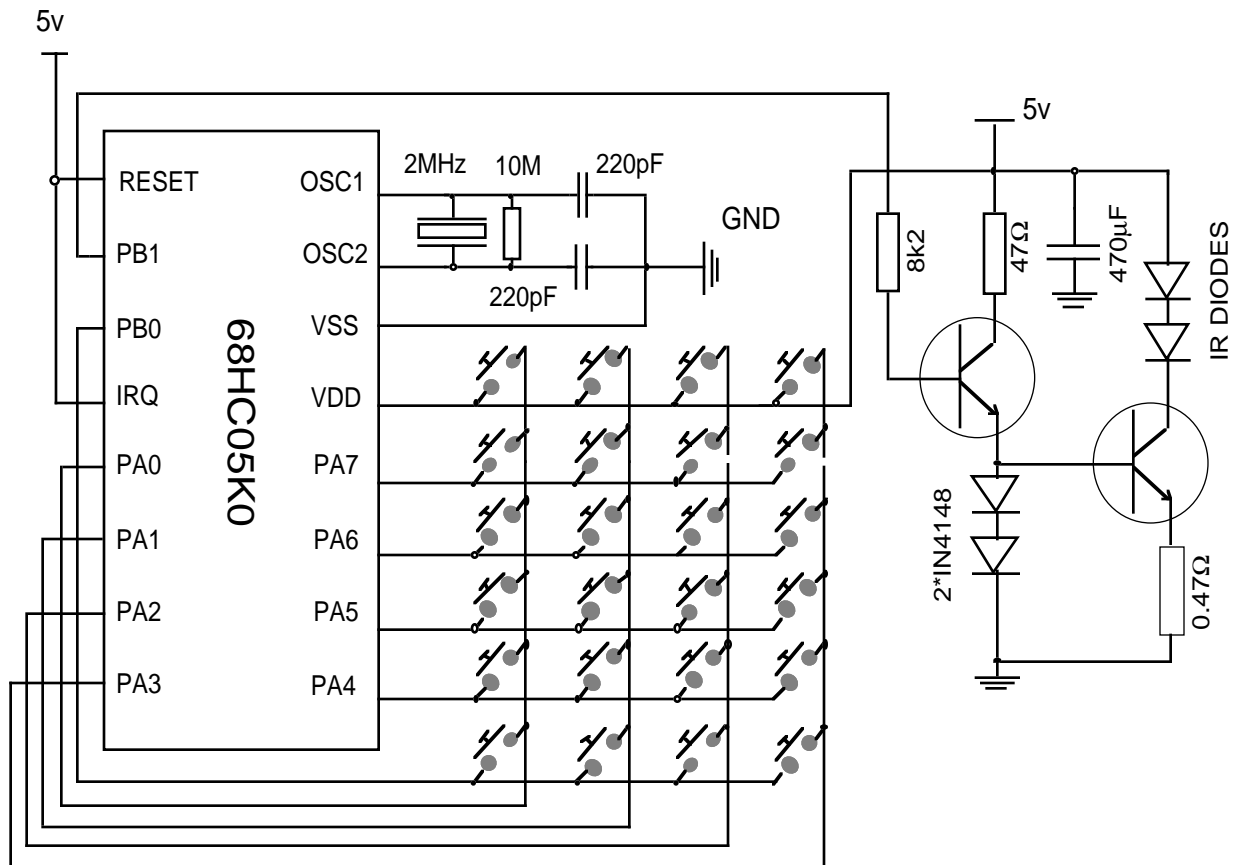 5v
5v
RESET
OSC1
2MHz
10M
220pF
GND
PB1
OSC2
220pF
PB0
VSS
IRQ
VDD
PA0
PA7
PA1
PA6
PA2
PA5
PA3
PA4
68HC05K0
8k2
47Ω
470μF
IR DIODES
2*IN4148
0.47Ω